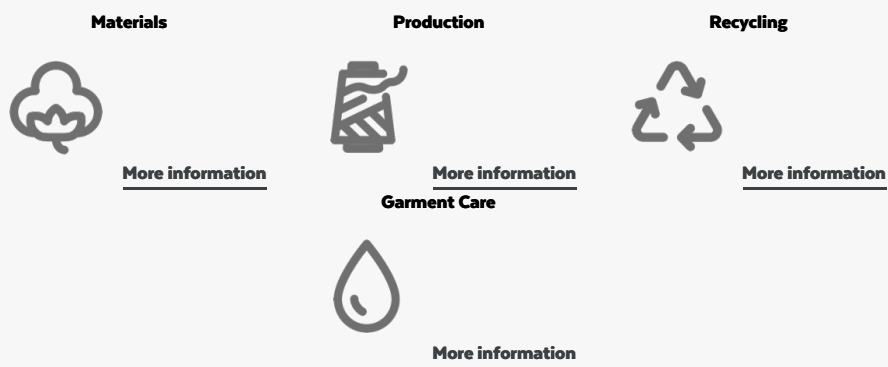 Materials
Production
Recycling
More information
More information
More information
Garment Care
More information